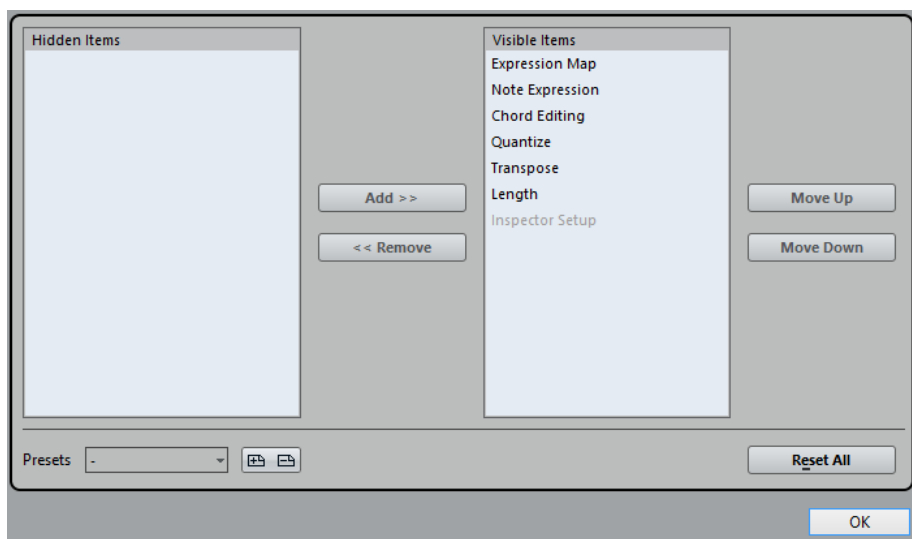 Hidden Items
Visible Items
Expression Map
Note Expression
Chord Editing
Quantize
Transpose
Length
Inspector Setup
Add >>
<< Remove
Move Up
Move Down
Presets
-
Reset All
OK